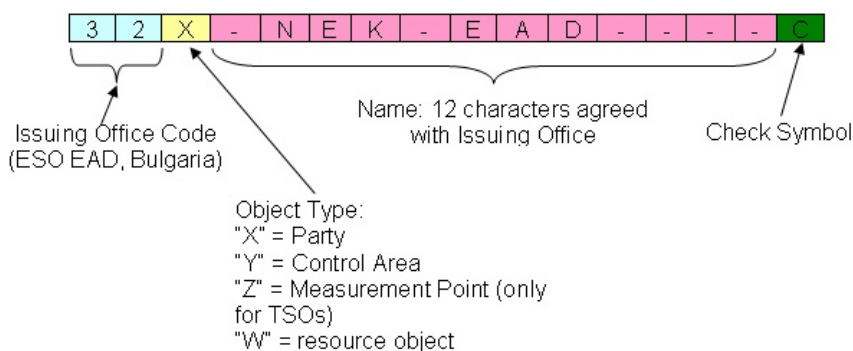 3 2 X - N E K - E A D - - - - C
Issuing Office Code
(ESO EAD, Bulgaria)
Name: 12 characters agreed
with Issuing Office
Check Symbol
Object Type:
"X" = Party
"Y" = Control Area
"Z" = Measurement Point (only
for TSOs)
"W" = resource object